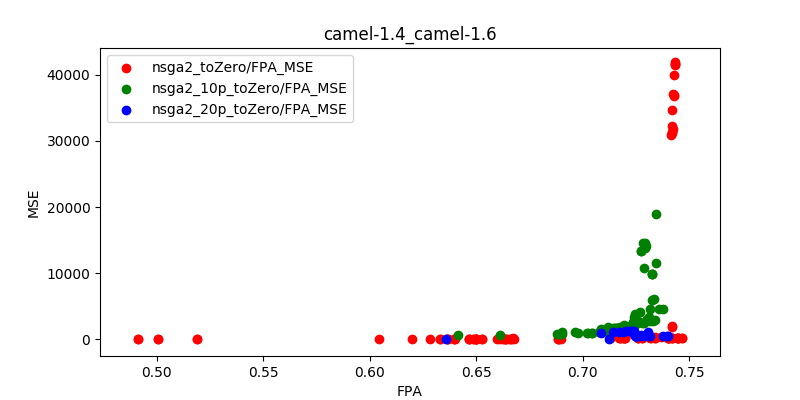 camel-1.4_camel-1.6
nsga2_toZero/FPA_MSE
nsga2_10p_toZero/FPA_MSE
nsga2_20p_toZero/FPA_MSE
MSE
40000
30000
20000
10000
0
0.50 0.55 0.60 0.65 0.70 0.75
FPA